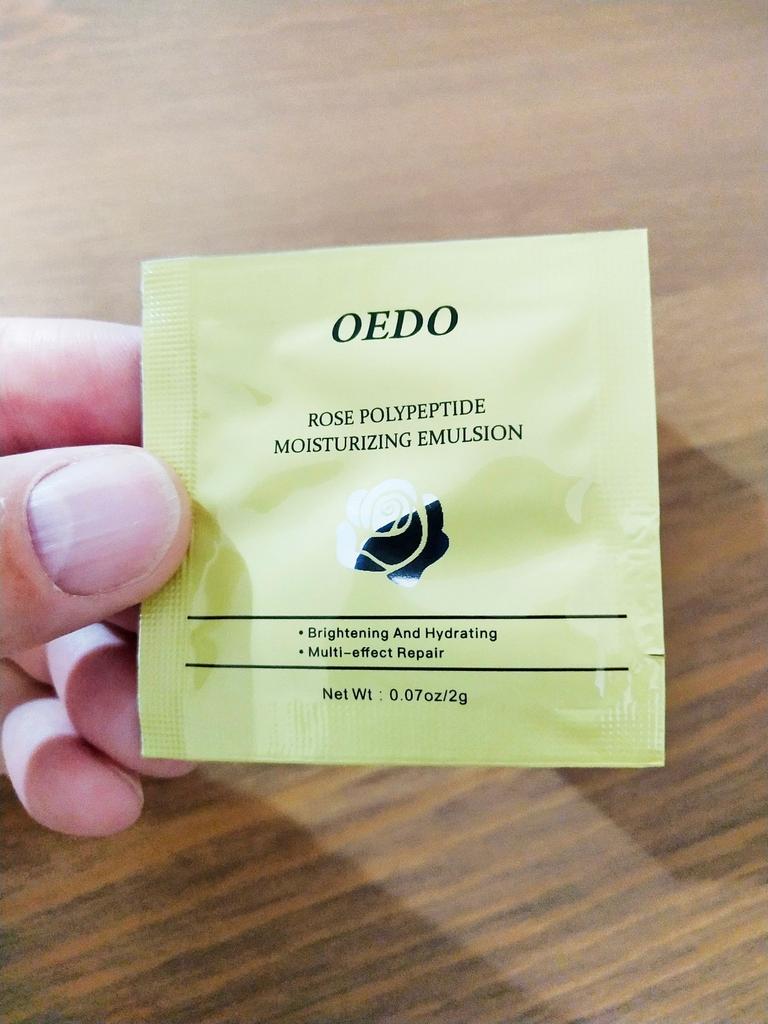 OEDO
ROSE POLYPEPTIDE
MOISTURIZING EMULSION
• Brightening And Hydrating
• Multi-effect Repair
Net Wt : 0.07oz/2g